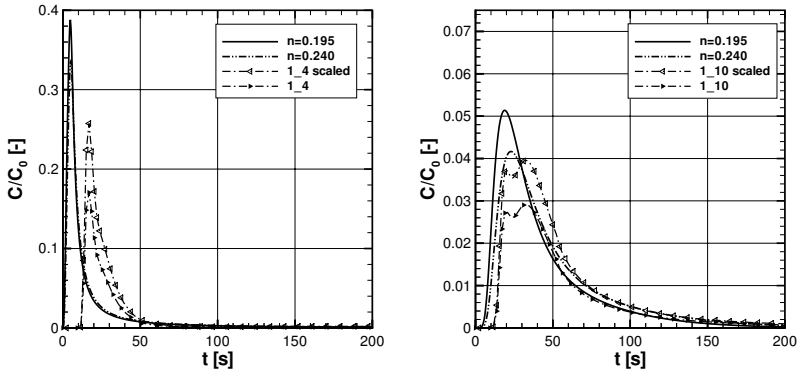 C/C0 [-]
0.4
0.3
0.2
0.1
0
0
50
100
150
200
t [s]
n=0.195
n=0.240
1_4 scaled
1_4
C/C0 [-]
0.07
0.06
0.05
0.04
0.03
0.02
0.01
0
0
50
100
150
200
t [s]
n=0.195
n=0.240
1_10 scaled
1_10